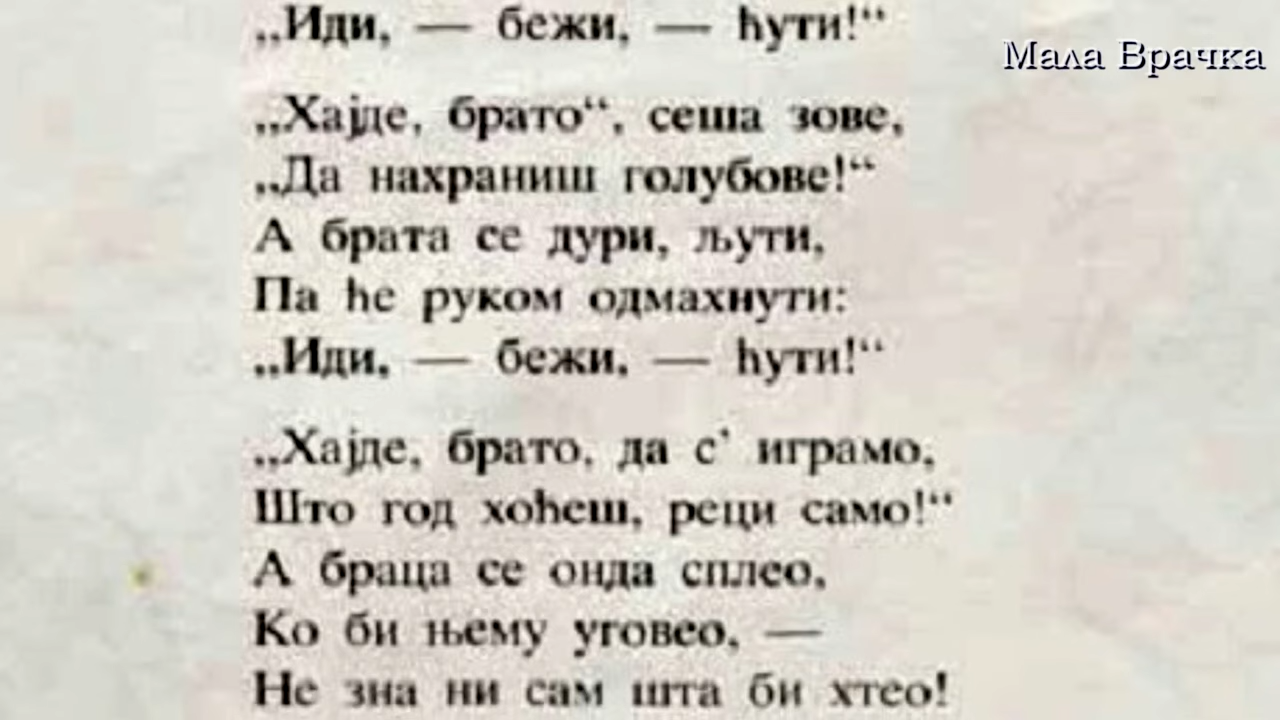 „Иди, — бежи, — ћути!“
Мала Врачка
„Хајде, брато“, сеша зове,
„Да нахраниш голубове!“
А брата се дури, љути,
Па ће руком одмахнути:
„Иди, — бежи, — ћути!“
„Хајде, брато, да с’ играмо,
Што год хоћеш, реци само!“
А браца се онда сплео,
Ко би њему уговео, —
Не зна ни сам шта би хтео!